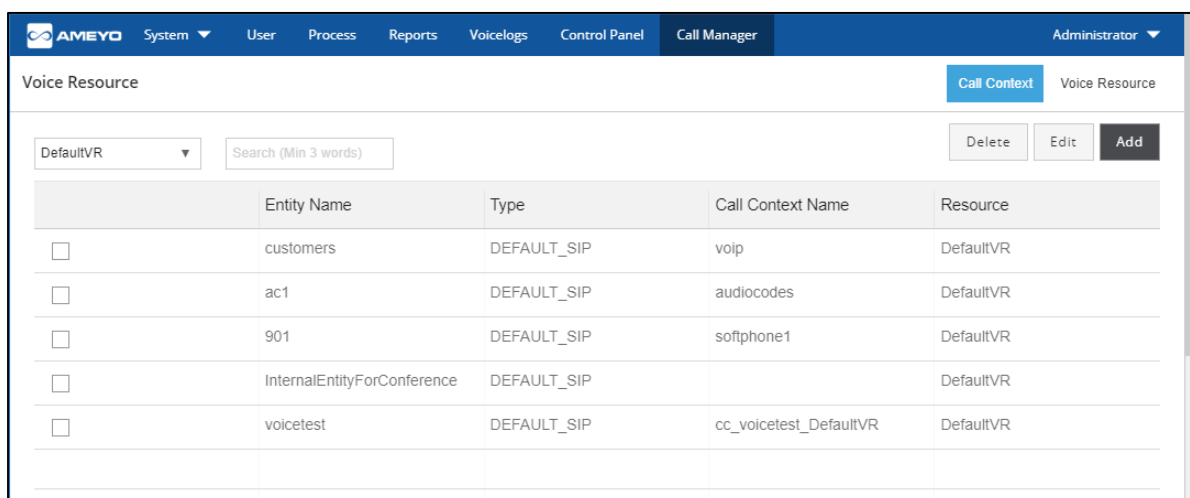 AMEYO System ▼ User Process Reports Voicelogs Control Panel Call Manager Administrator ▼
Voice Resource Call Context Voice Resource
DefaultVR ▼ Search (Min 3 words) Delete Edit Add
Entity Name Type Call Context Name Resource
customers DEFAULT_SIP voip DefaultVR
ac1 DEFAULT_SIP audiocodes DefaultVR
901 DEFAULT_SIP softphone1 DefaultVR
InternalEntityForConference DEFAULT_SIP DefaultVR
voicetest DEFAULT_SIP cc_voicetest_DefaultVR DefaultVR